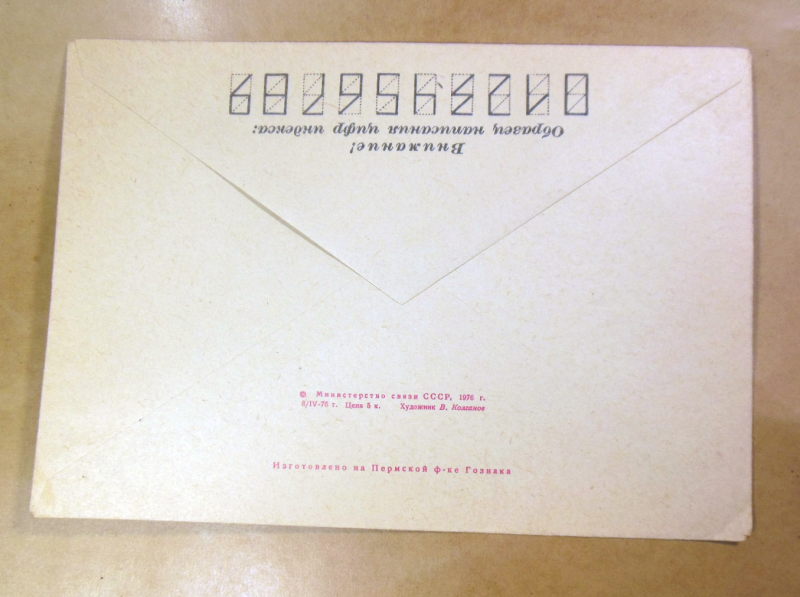 Внимание!
Образец написания цифр индекса:
0123456789
© Министерство связи СССР, 1976 г.
8/IV-76 г. Цена 5 к. Художник В. Колганов
Изготовлено на Пермской ф-ке Гознака